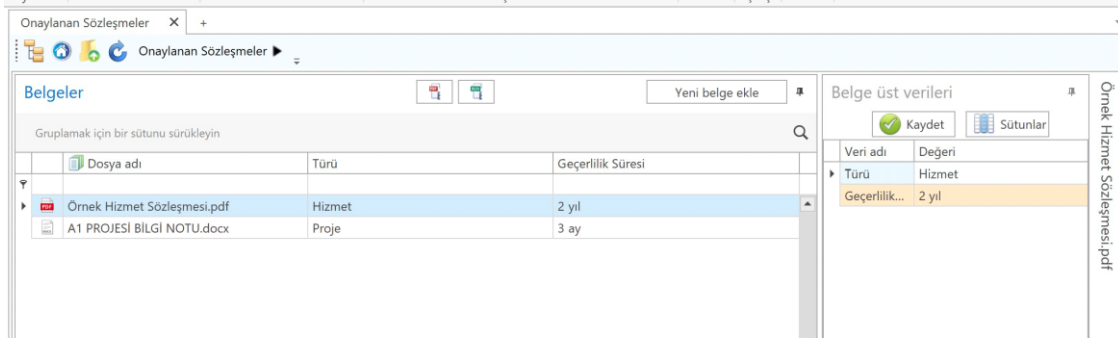 Onaylanan Sözleşmeler
Onaylanan Sözleşmeler
Belgeler
Yeni belge ekle
Gruplamak için bir sütunu sürükleyin
Dosya adı Türü Geçerlilik Süresi
Örnek Hizmet Sözleşmesi.pdf Hizmet 2 yıl
A1 PROJESİ BİLGİ NOTU.docx Proje 3 ay
Belge üst verileri
Kaydet Sütunlar
Veri adı Değeri
Türü Hizmet
Geçerlilik... 2 yıl
Örnek Hizmet Sözleşmesi.pdf